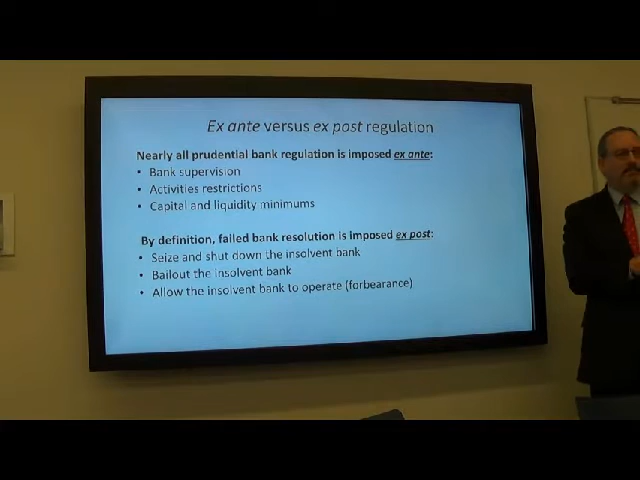 Ex ante versus ex post regulation
Nearly all prudential bank regulation is imposed ex ante:
• Bank supervision
• Activities restrictions
• Capital and liquidity minimums
By definition, failed bank resolution is imposed ex post:
• Seize and shut down the insolvent bank
• Bailout the insolvent bank
• Allow the insolvent bank to operate (forbearance)